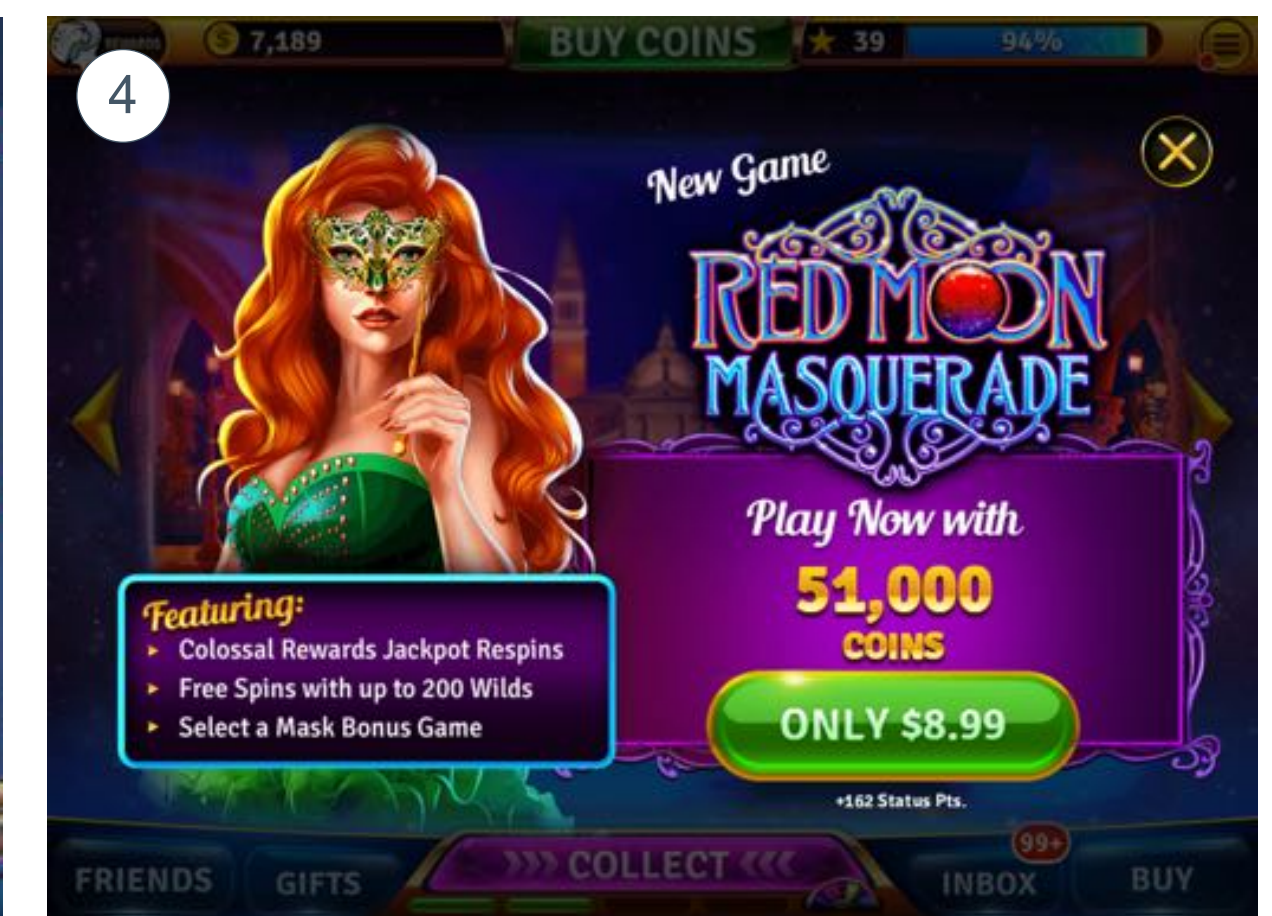 REWARDS
7,189
BUY COINS
39
94%
4
New Game
RED MOON
MASQUERADE
Play Now with
51,000
COINS
ONLY $8.99
+162 Status Pts.
Featuring:
Colossal Rewards Jackpot Respins
Free Spins with up to 200 Wilds
Select a Mask Bonus Game
FRIENDS
GIFTS
>>> COLLECT <<<
99+
INBOX
BUY